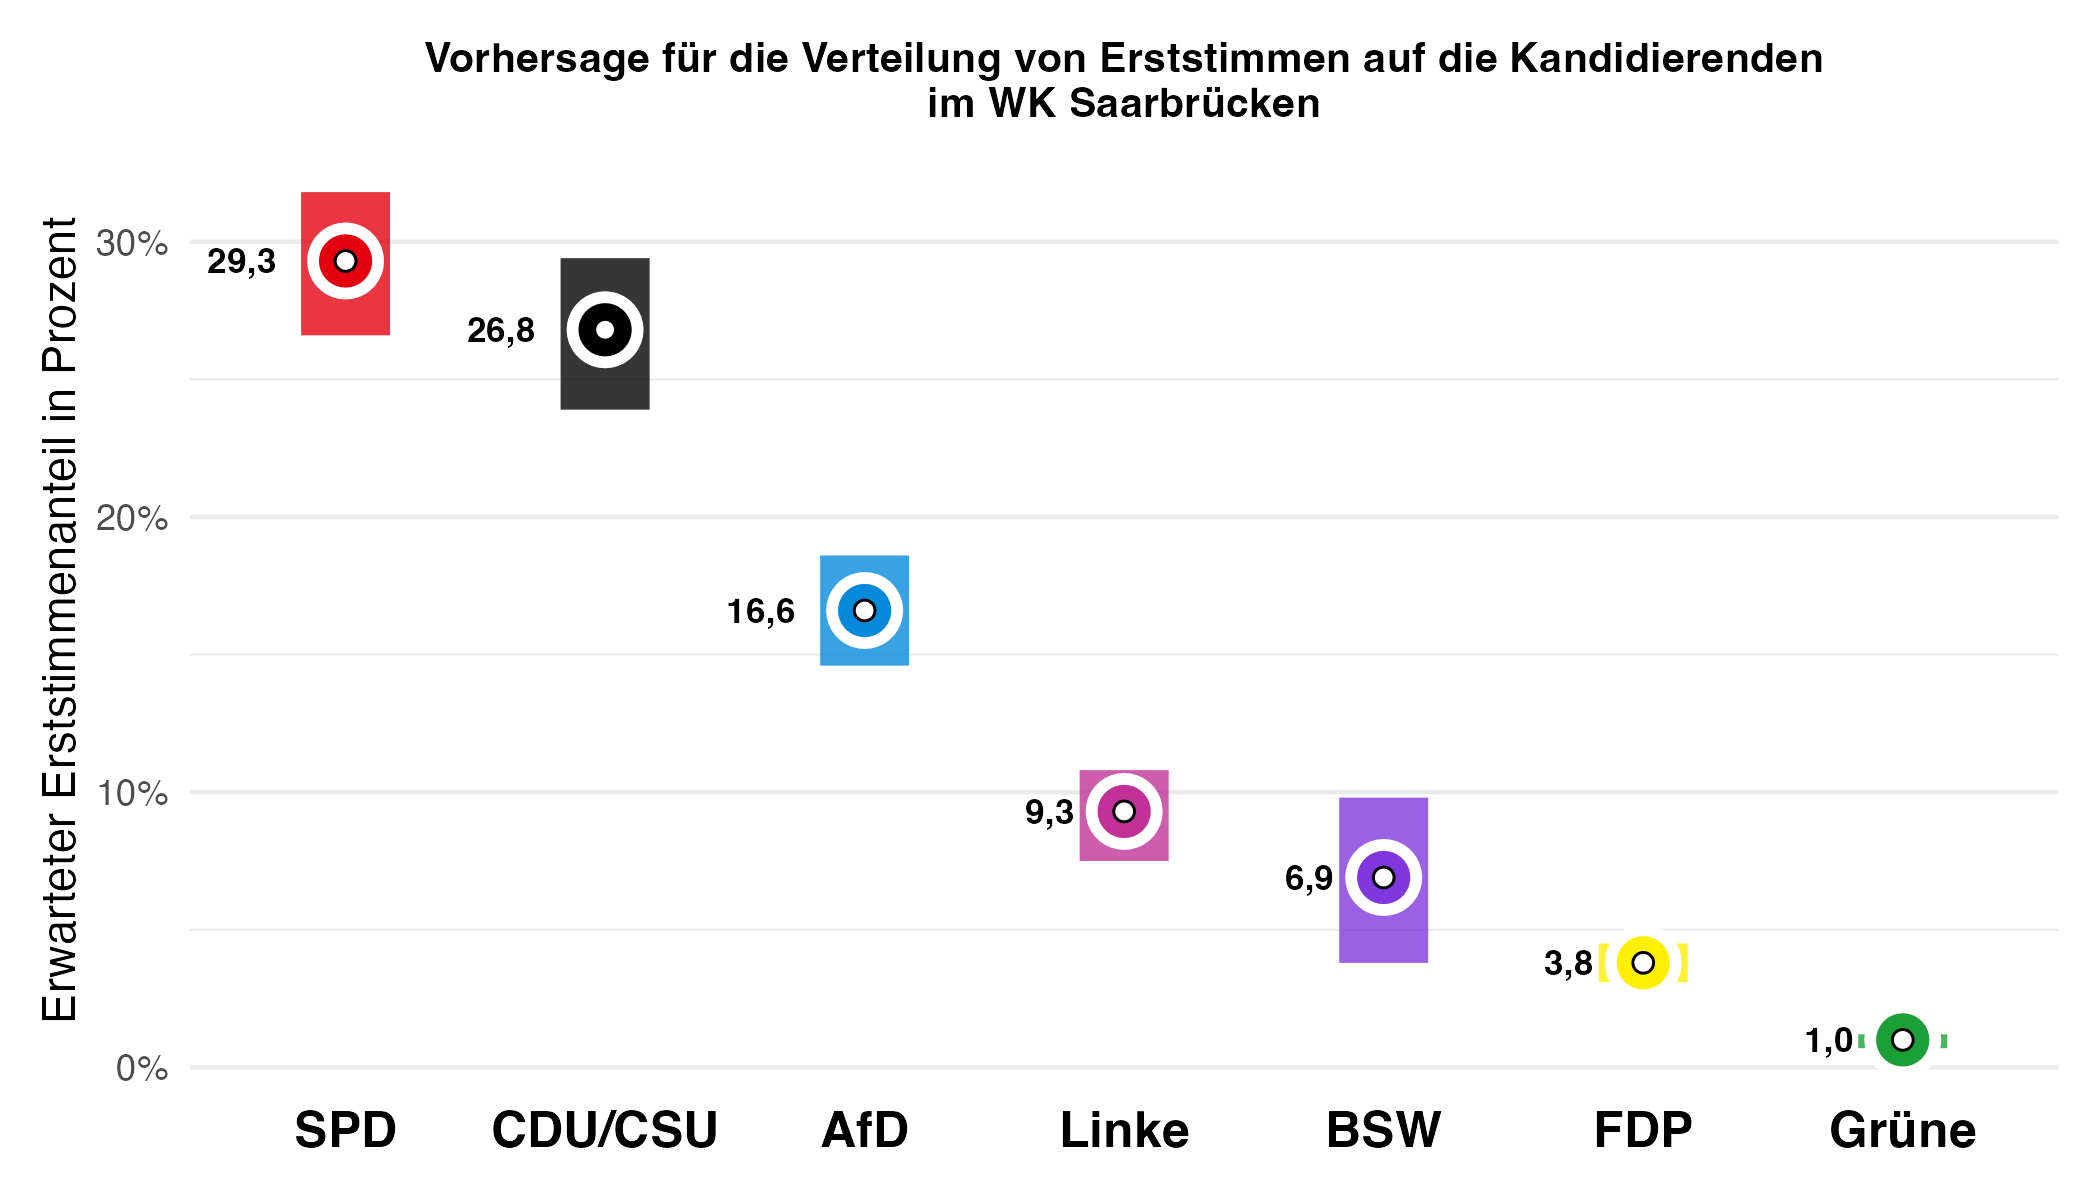 Vorhersage für die Verteilung von Erststimmen auf die Kandidierenden
im WK Saarbrücken
Erwarteter Erststimmenanteil in Prozent
30%
20%
10%
0%
29,3
26,8
16,6
9,3
6,9
3,8
1,0
SPD
CDU/CSU
AfD
Linke
BSW
FDP
Grüne